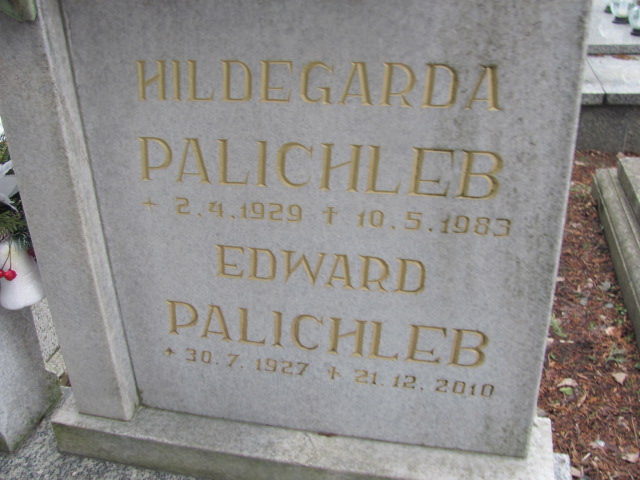 HILDEGARDA
PALICHLEB
+ 2.4.1929 † 10.5.1983
EDWARD
PALICHLEB
+ 30.7.1927 † 21.12.2010